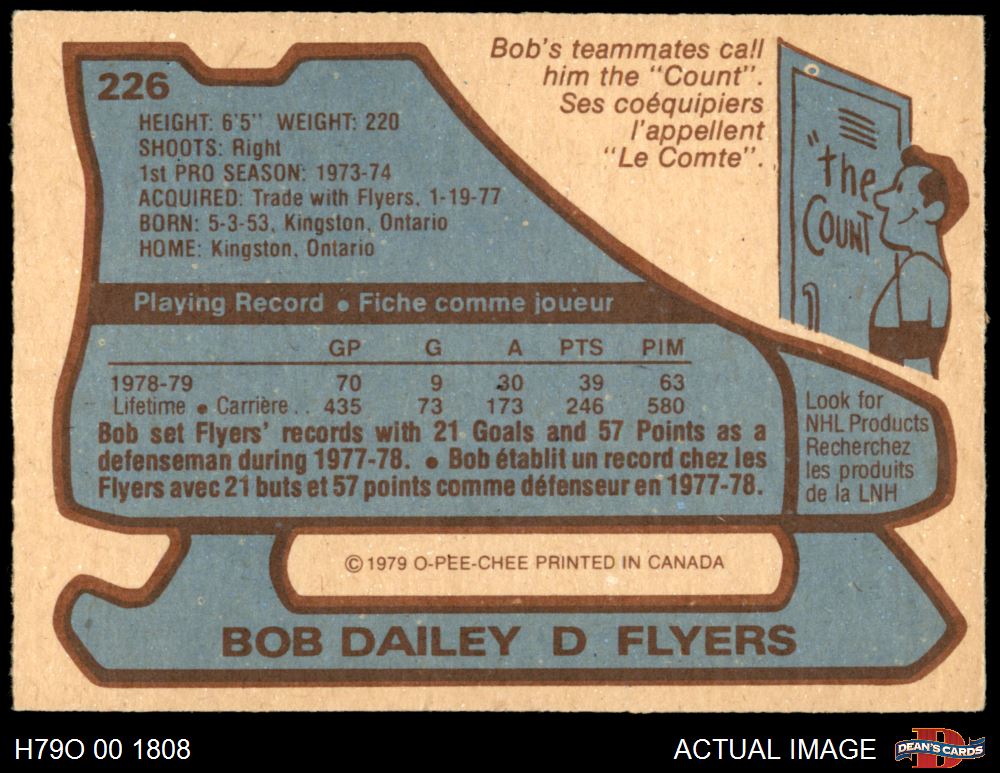 226
HEIGHT: 6'5" WEIGHT: 220
SHOOTS: Right
1st PRO SEASON: 1973-74
ACQUIRED: Trade with Flyers, 1-19-77
BORN: 5-3-53, Kingston, Ontario
HOME: Kingston, Ontario
Bob's teammates call
him the "Count".
Ses coéquipiers
l'appellent
"Le Comte".
"the
COUNT
Playing Record • Fiche comme joueur
GP G A PTS PIM
1978-79 70 9 30 39 63
Lifetime • Carrière . . 435 73 173 246 580
Bob set Flyers' records with 21 Goals and 57 Points as a
defenseman during 1977-78. • Bob établit un record chez les
Flyers avec 21 buts et 57 points comme défenseur en 1977-78.
Look for
NHL Products
Recherchez
les produits
de la LNH
© 1979 O-PEE-CHEE PRINTED IN CANADA
BOB DAILEY D FLYERS
H79O 00 1808
ACTUAL IMAGE
D
DEAN'S CARDS